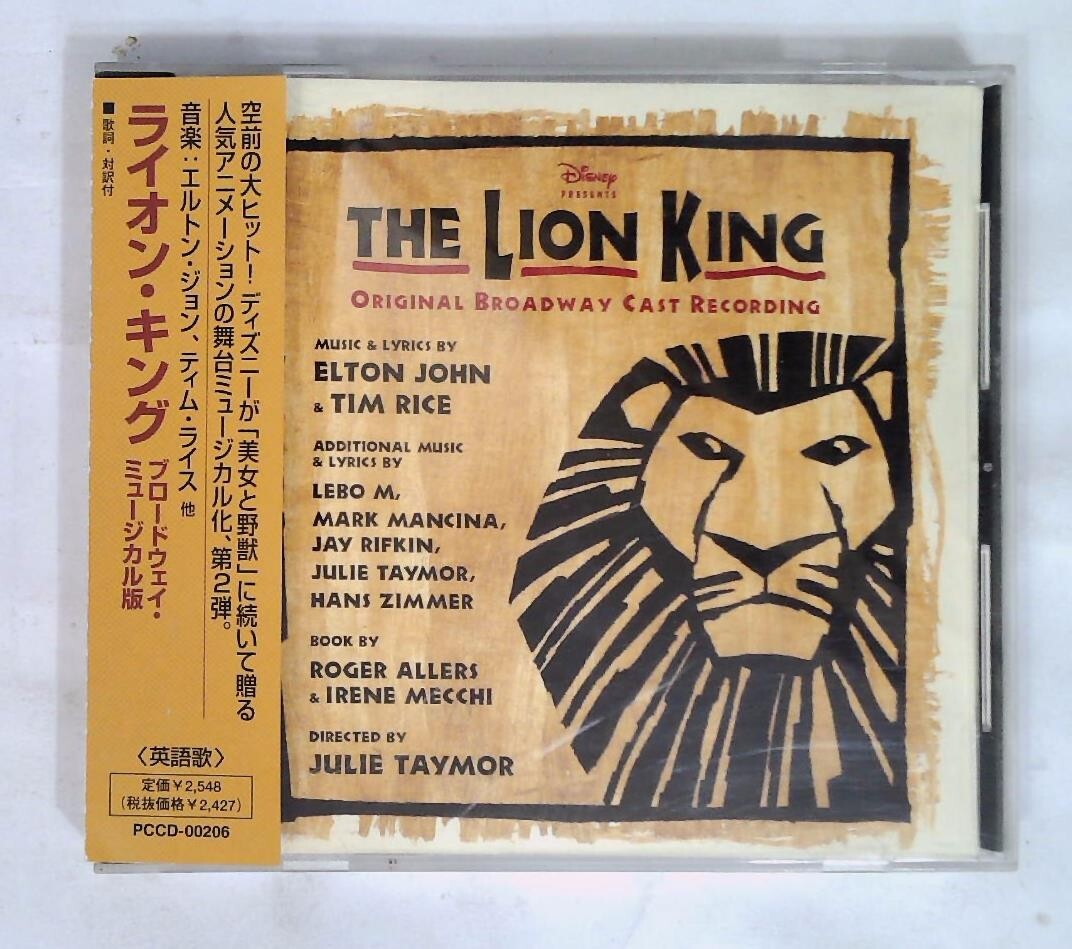 空前の大ヒット！ディズニーが「美女と野獣」に続いて贈る
人気アニメーションの舞台ミュージカル化、第2弾。
音楽：エルトン・ジョン、ティム・ライス 他
ライオン・キング
ブロードウェイ・
ミュージカル版
■歌詞・対訳付
〈英語歌〉
定価￥2,548
(税抜価格￥2,427)
PCCD-00206
DISNEY
PRESENTS
THE LION KING
ORIGINAL BROADWAY CAST RECORDING
MUSIC & LYRICS BY
ELTON JOHN
& TIM RICE
ADDITIONAL MUSIC
& LYRICS BY
LEBO M,
MARK MANCINA,
JAY RIFKIN,
JULIE TAYMOR,
HANS ZIMMER
BOOK BY
ROGER ALLERS
& IRENE MECCHI
DIRECTED BY
JULIE TAYMOR